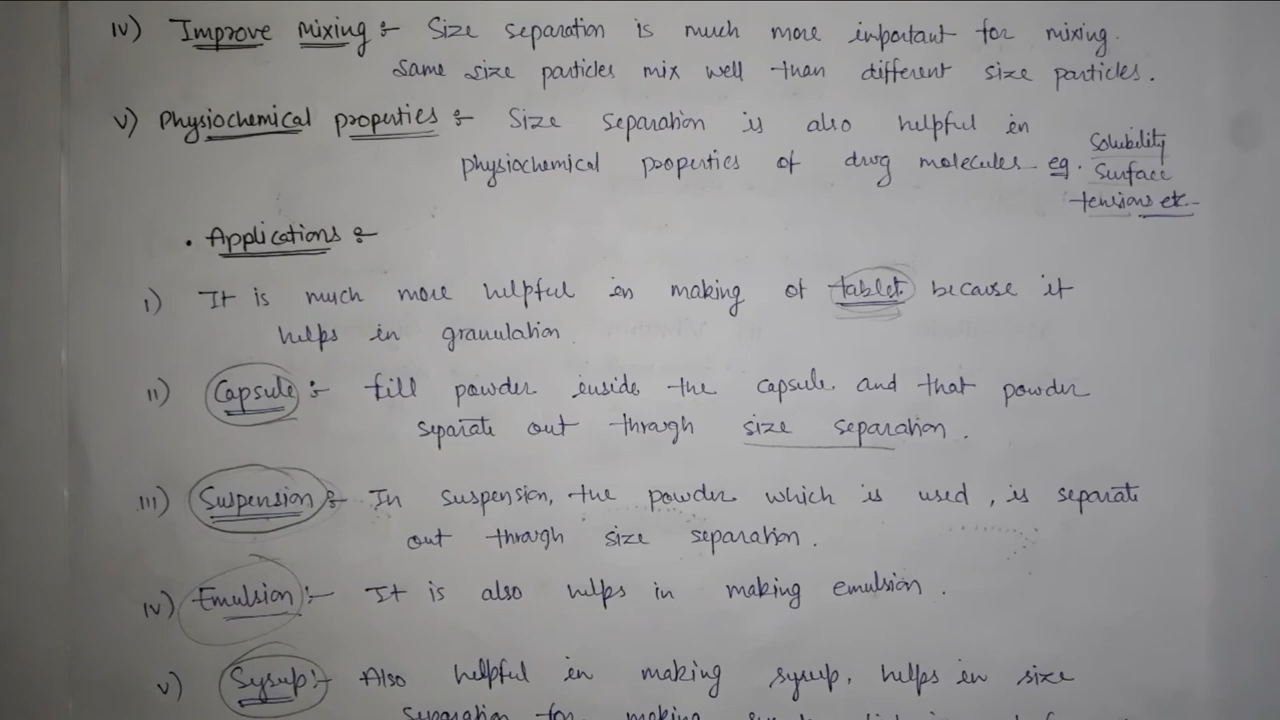 IV) Improve mixing :- Size separation is much more inportant for mixing.
Same size particles mix well than different size particles.
V) Physiochemical properties :- Size separation is also helpful in
physiochemical properties of drug molecules eg. Solubility
Surface
tensions etc.
• Applications :-
I) It is much more helpful in making of tablet because it
helps in granulation.
II) Capsule :- fill powder inside the capsule and that powder
separate out through size separation.
III) Suspension :- In suspension, the powder which is used, is separate
out through size separation.
IV) Emulsion :- It is also helps in making emulsion.
V) Syrup :- Also helpful in making syrup, helps in size
separation for making